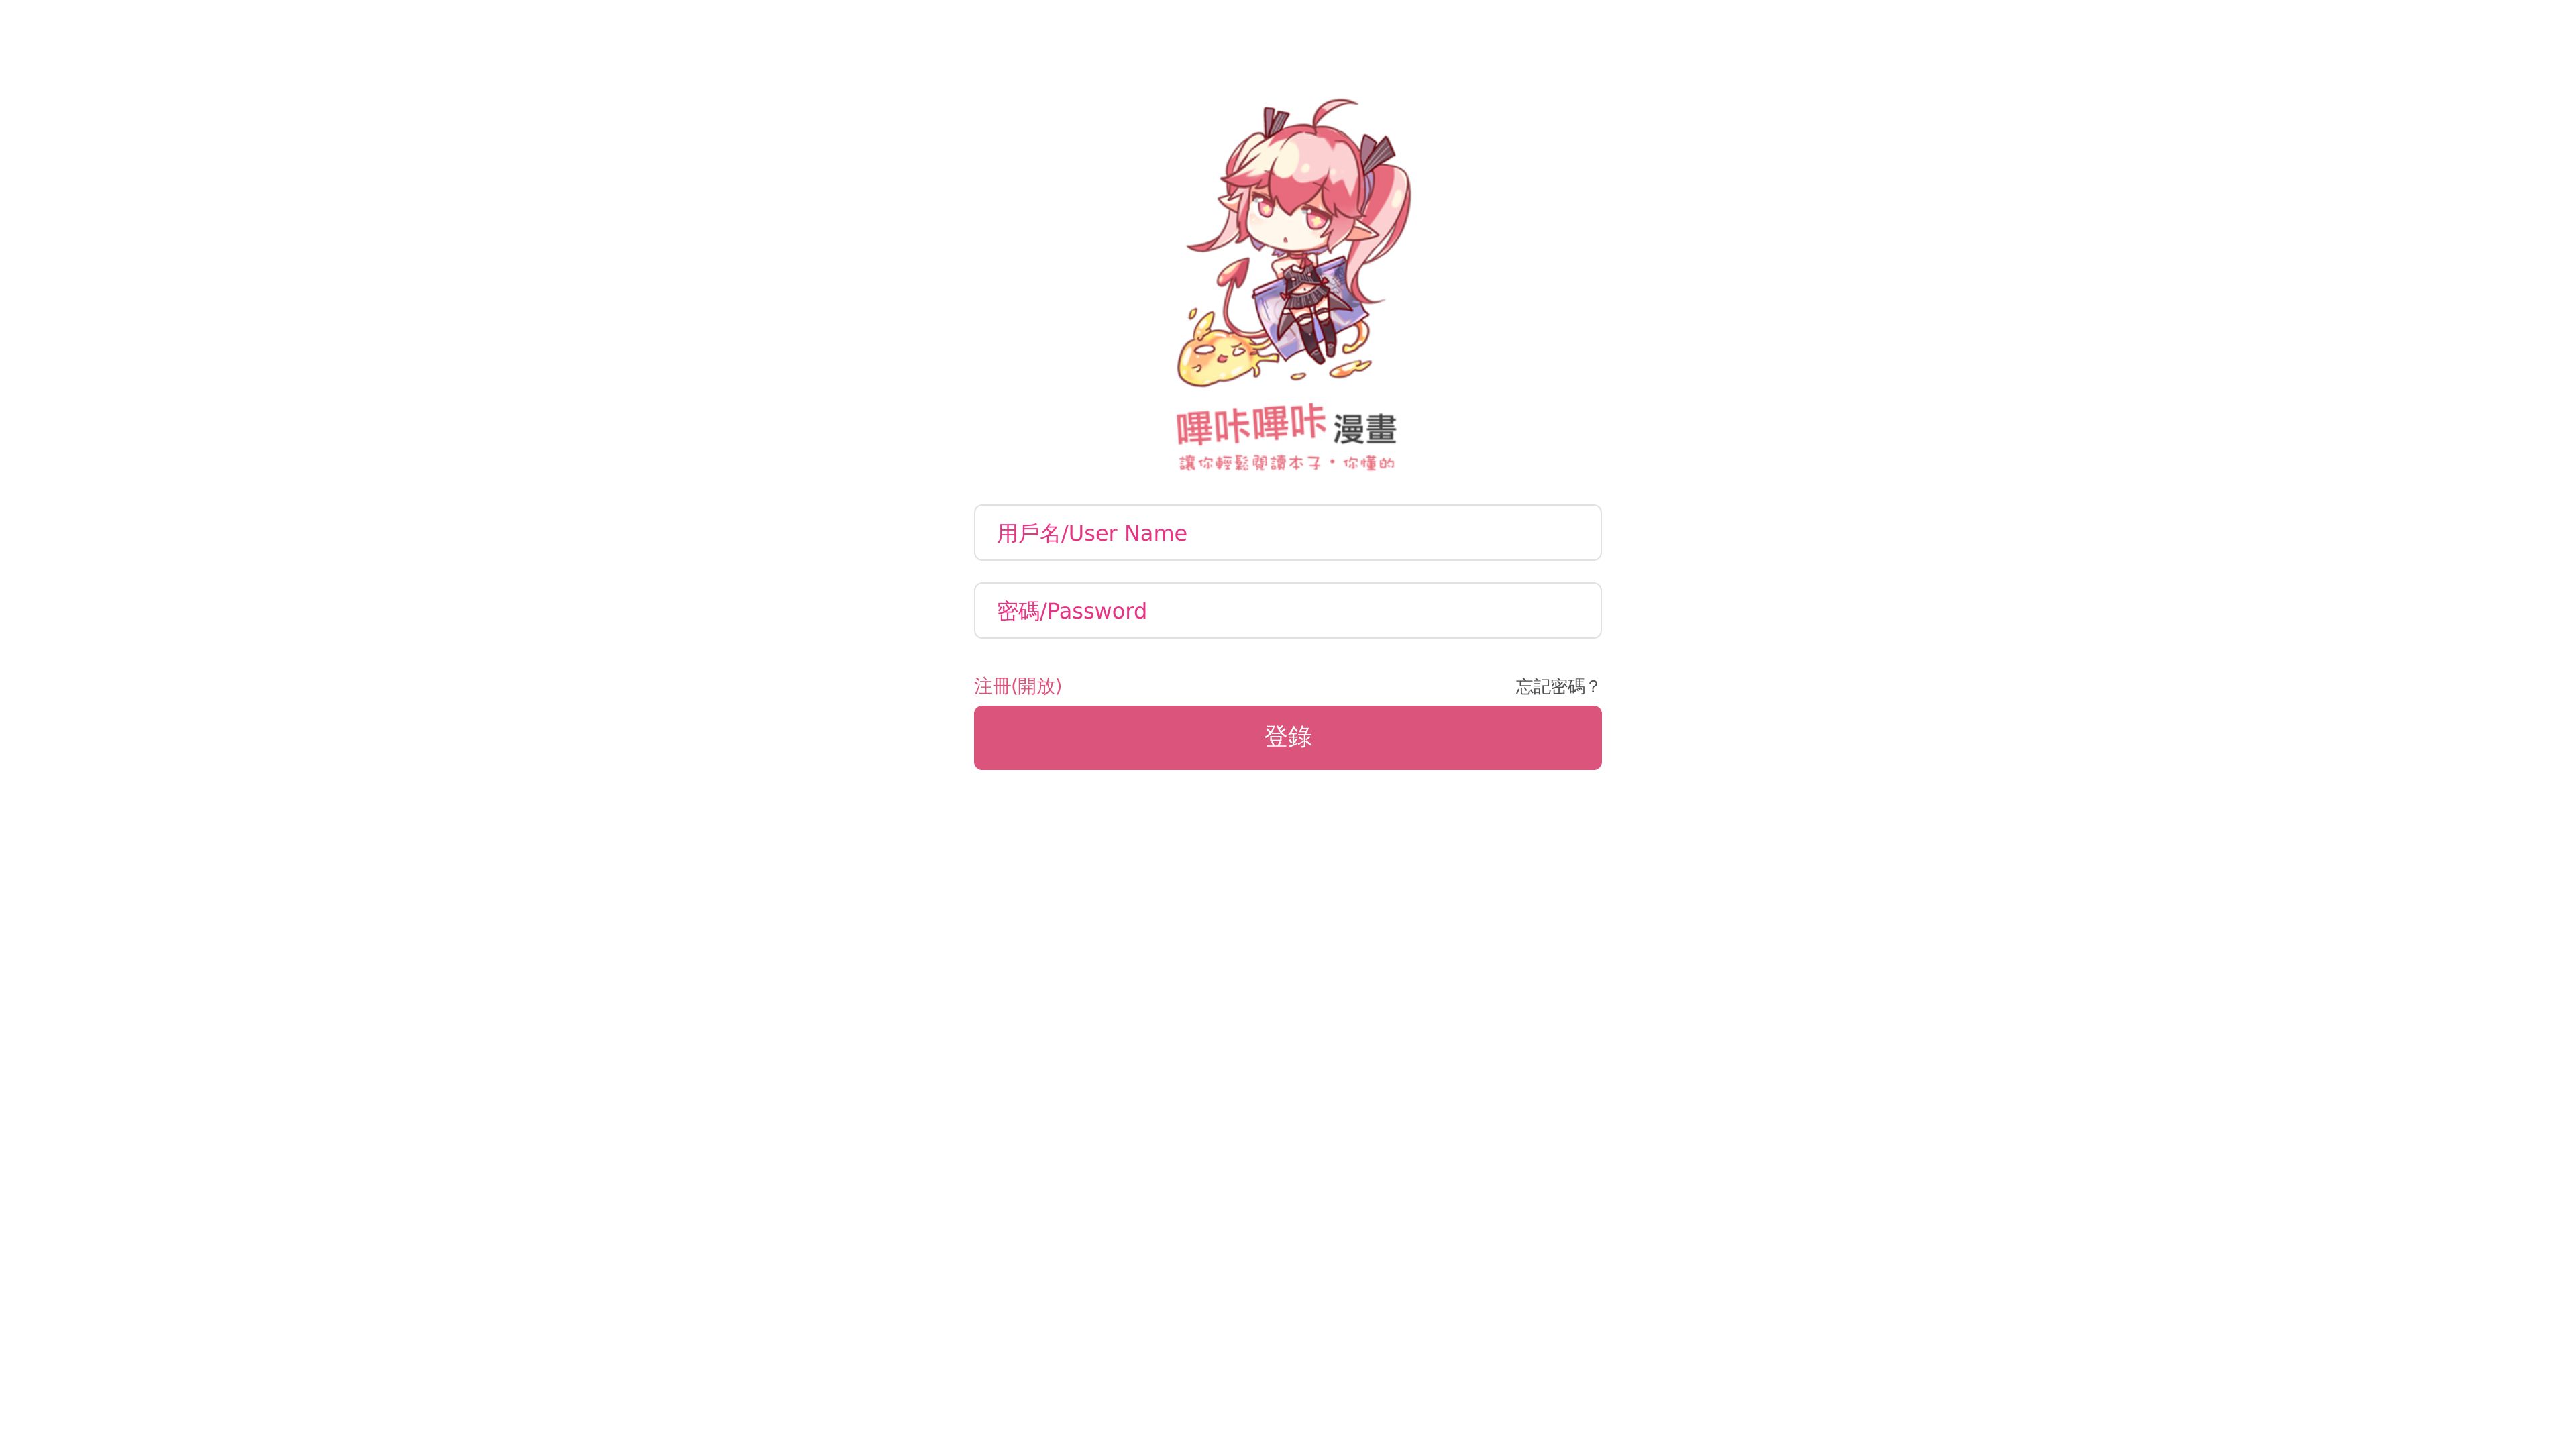 嗶咔嗶咔 漫畫
讓你輕鬆閱讀本子・你懂的
用戶名/User Name
密碼/Password
注冊(開放)
忘記密碼？
登錄